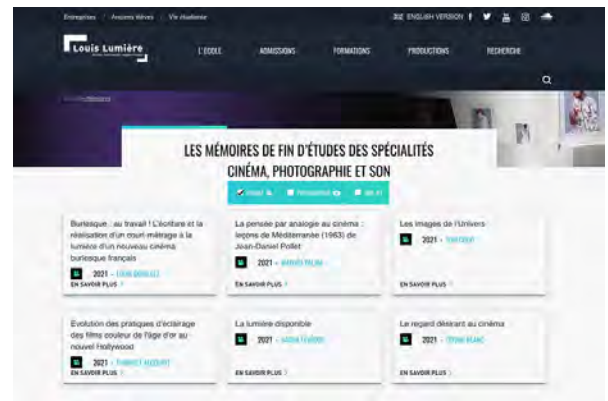 Entreprises Anciens élèves Vie étudiante ENGLISH VERSION
Louis Lumière L'ÉCOLE ADMISSIONS FORMATIONS PRODUCTIONS RECHERCHE
LES MÉMOIRES DE FIN D'ÉTUDES DES SPÉCIALITÉS
CINÉMA, PHOTOGRAPHIE ET SON
Burlesque : au travail ! L'écriture et la
réalisation d'un court-métrage à la
lumière d'un nouveau cinéma
burlesque français
2021 -
EN SAVOIR PLUS >
La pensée par analogie au cinéma :
leçons de Méditerranée (1963) de
Jean-Daniel Pollet
2021 -
EN SAVOIR PLUS >
Les images de l'Univers
2021 -
EN SAVOIR PLUS >
Evolution des pratiques d'éclairage
des films couleur de l'âge d'or au
nouvel Hollywood
2021 -
EN SAVOIR PLUS >
La lumière disponible
2021 -
EN SAVOIR PLUS >
Le regard désirant au cinéma
2021 -
EN SAVOIR PLUS >